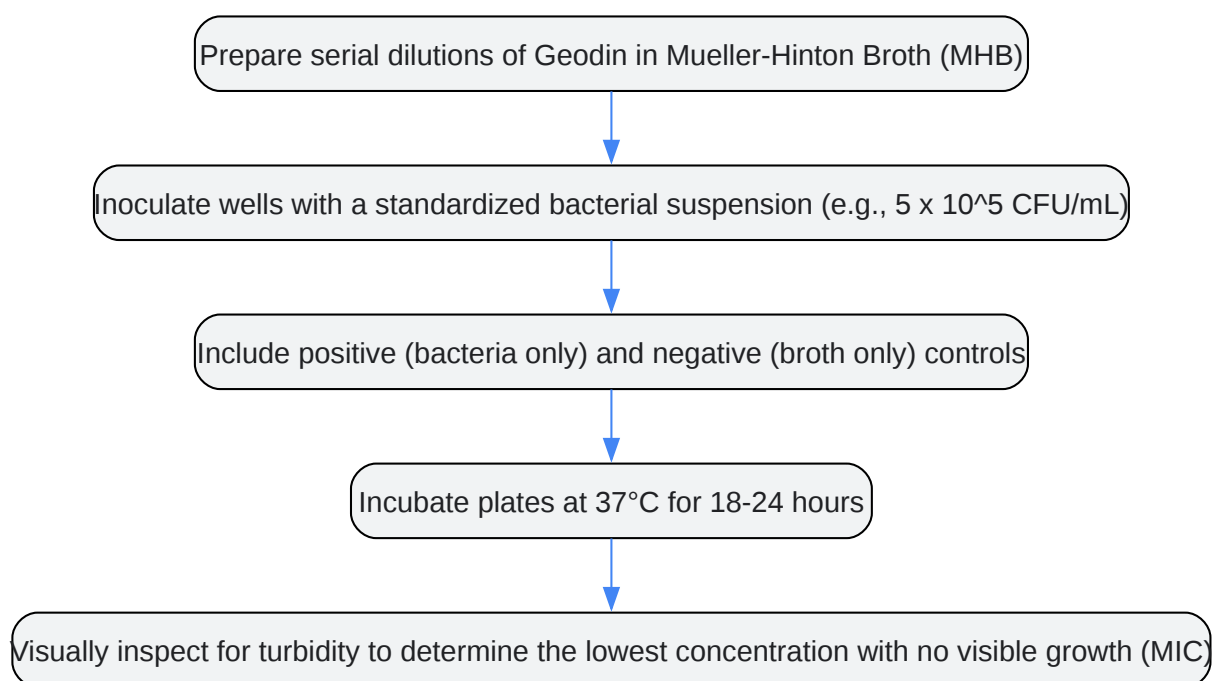 Prepare serial dilutions of Geodin in Mueller-Hinton Broth (MHB)
Inoculate wells with a standardized bacterial suspension (e.g., 5 x 10^5 CFU/mL)
Include positive (bacteria only) and negative (broth only) controls
Incubate plates at 37°C for 18-24 hours
Visually inspect for turbidity to determine the lowest concentration with no visible growth (MIC)